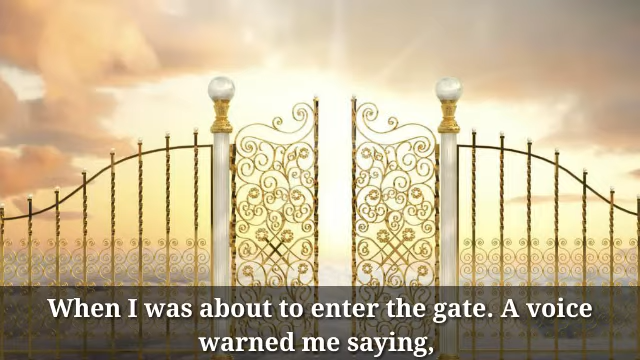 When I was about to enter the gate. A voice
warned me saying,